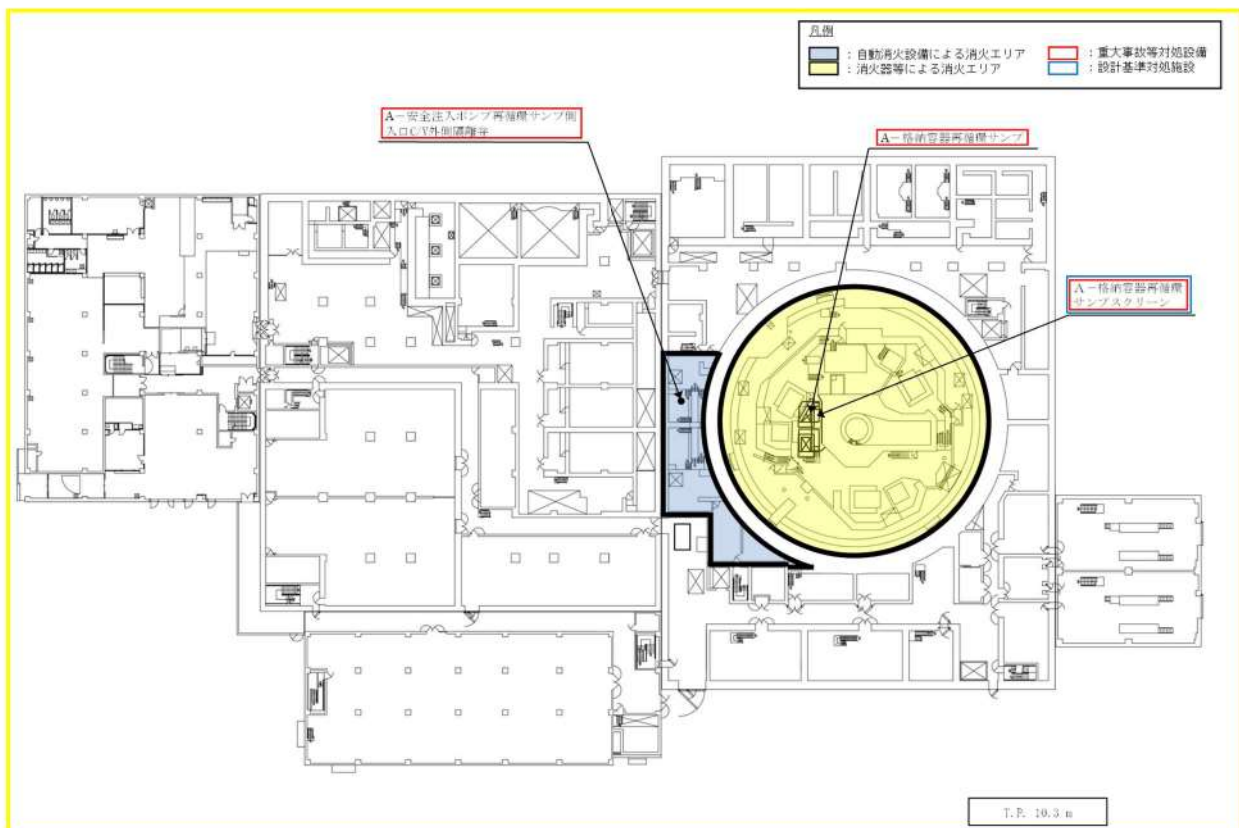 凡例
：自動消火設備による消火エリア
：消火器等による消火エリア
：重大事故等対処設備
：設計基準対処施設
A－安全注入ポンプ再循環サンプ側
入口C/V外側隔離弁
A－格納容器再循環サンプ
A－格納容器再循環
サンプスクリーン
T.P. 10.3 m